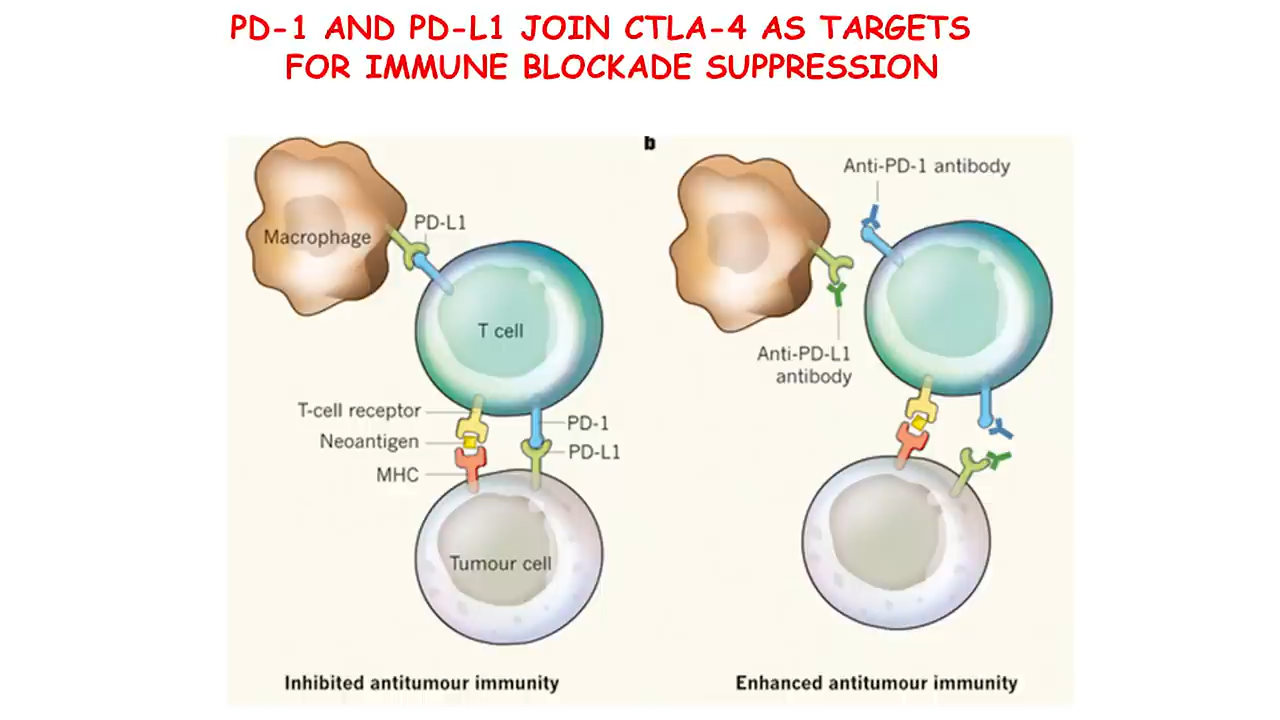 PD-1 AND PD-L1 JOIN CTLA-4 AS TARGETS
FOR IMMUNE BLOCKADE SUPPRESSION
Macrophage
PD-L1
T cell
T-cell receptor
Neoantigen
MHC
PD-1
PD-L1
Tumour cell
Inhibited antitumour immunity
b
Anti-PD-1 antibody
Anti-PD-L1
antibody
Enhanced antitumour immunity